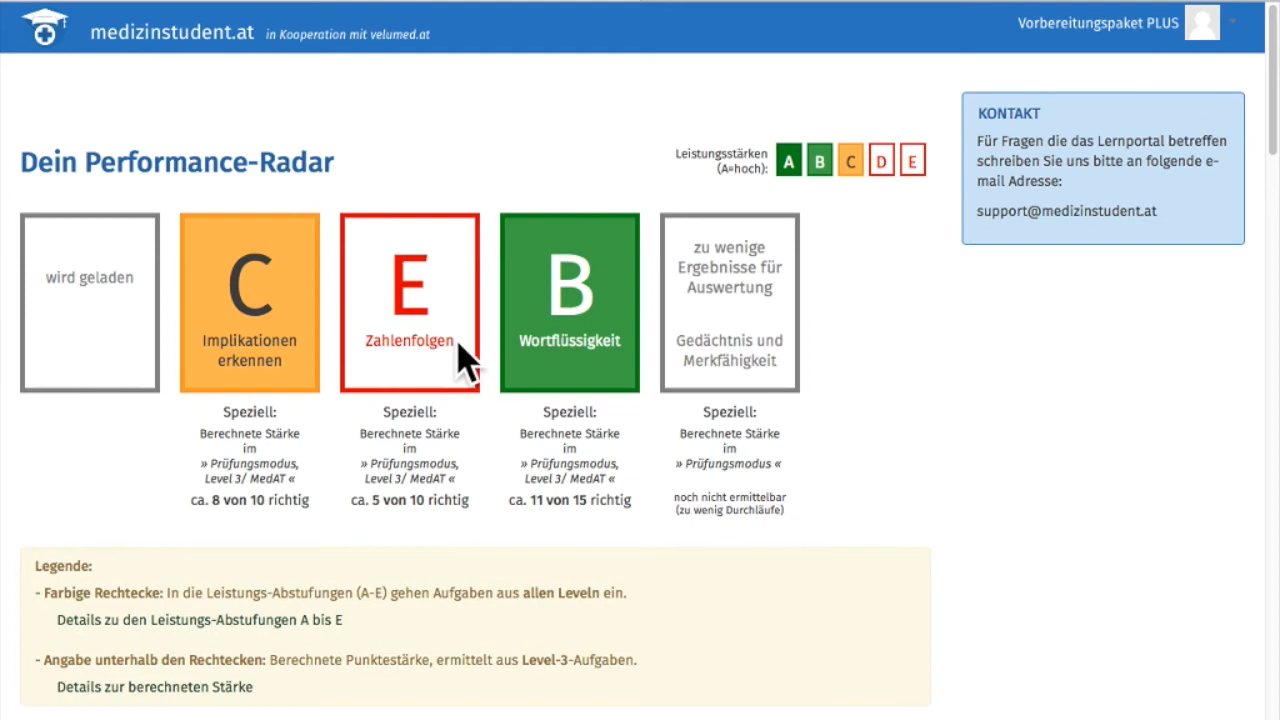 medizinstudent.at in Kooperation mit velumed.at
Vorbereitungspaket PLUS
Dein Performance-Radar
Leistungsstärken
(A=hoch):
A B C D E
wird geladen
C
Implikationen
erkennen
Speziell:
Berechnete Stärke
im
» Prüfungsmodus,
Level 3/ MedAT «
ca. 8 von 10 richtig
E
Zahlenfolgen
Speziell:
Berechnete Stärke
im
» Prüfungsmodus,
Level 3/ MedAT «
ca. 5 von 10 richtig
B
Wortflüssigkeit
Speziell:
Berechnete Stärke
im
» Prüfungsmodus,
Level 3/ MedAT «
ca. 11 von 15 richtig
zu wenige
Ergebnisse für
Auswertung
Gedächtnis und
Merkfähigkeit
Speziell:
Berechnete Stärke
im
» Prüfungsmodus «
noch nicht ermittelbar
(zu wenig Durchläufe)
KONTAKT
Für Fragen die das Lernportal betreffen
schreiben Sie uns bitte an folgende e-
mail Adresse:
support@medizinstudent.at
Legende:
- Farbige Rechtecke: In die Leistungs-Abstufungen (A-E) gehen Aufgaben aus allen Leveln ein.
Details zu den Leistungs-Abstufungen A bis E
- Angabe unterhalb den Rechtecken: Berechnete Punktestärke, ermittelt aus Level-3-Aufgaben.
Details zur berechneten Stärke